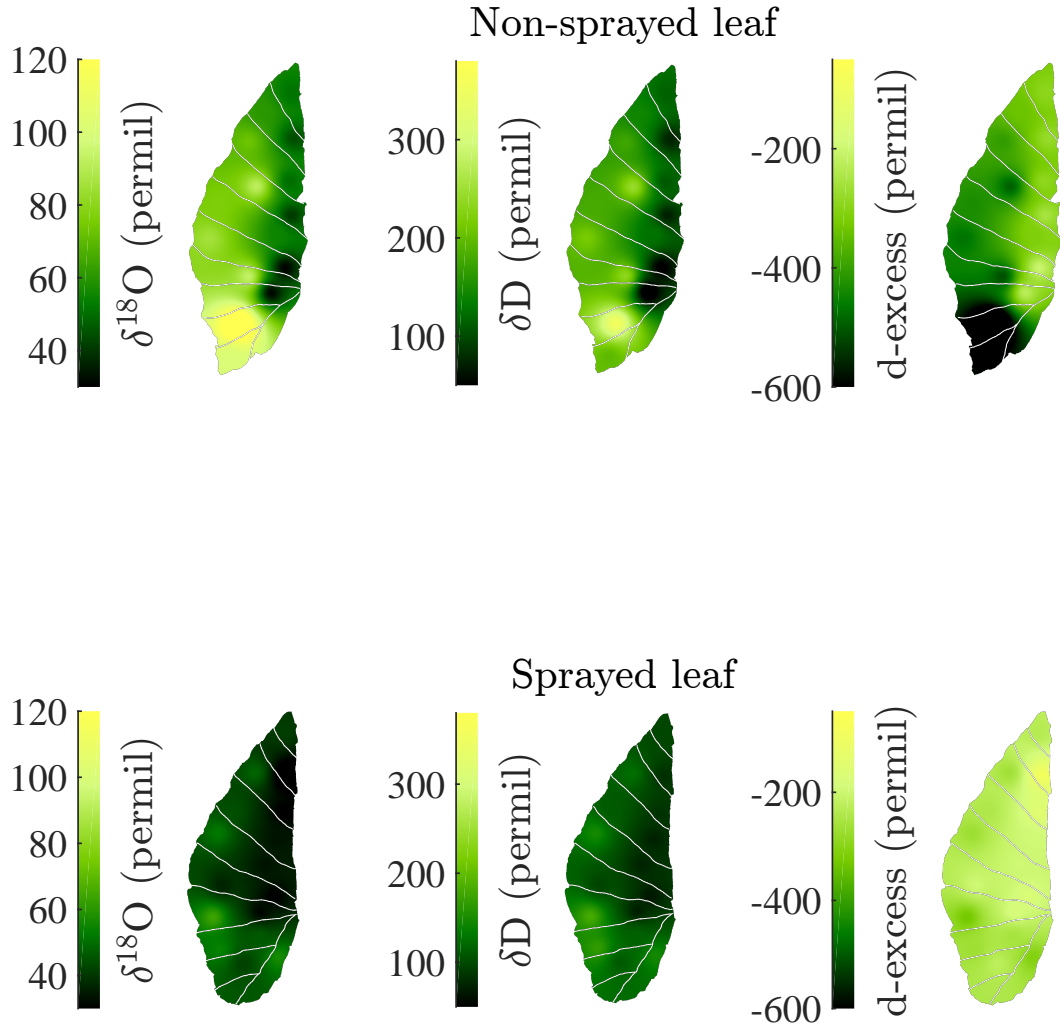 Non-sprayed leaf
120
100
80
60
40
δ¹⁸O (permil)
300
200
100
δD (permil)
-200
-400
-600
d-excess (permil)
Sprayed leaf
120
100
80
60
40
δ¹⁸O (permil)
300
200
100
δD (permil)
-200
-400
-600
d-excess (permil)